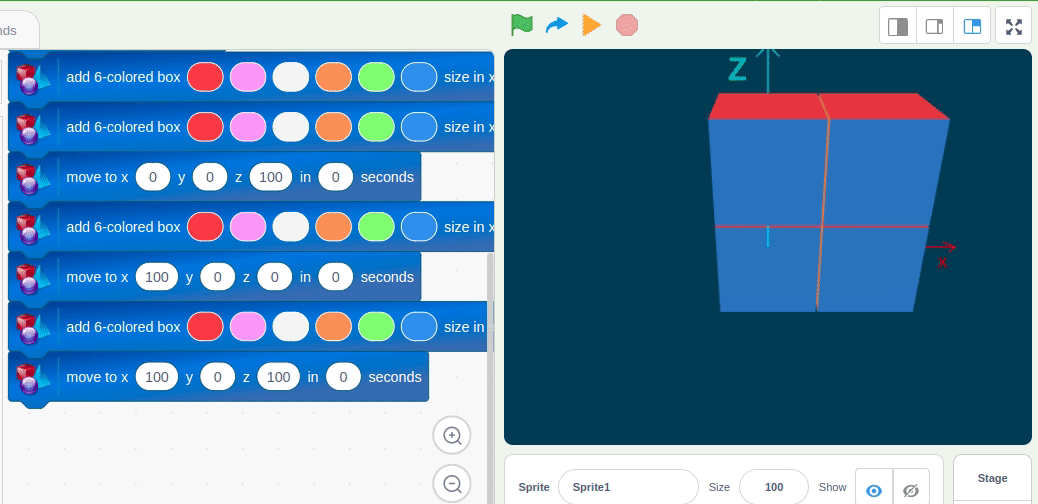 nds
add 6-colored box size in x
add 6-colored box size in x
move to x 0 y 0 z 100 in 0 seconds
add 6-colored box size in x
move to x 100 y 0 z 0 in 0 seconds
add 6-colored box size in
move to x 100 y 0 z 100 in 0 seconds
Z
x
Sprite Sprite1 Size 100 Show
Stage